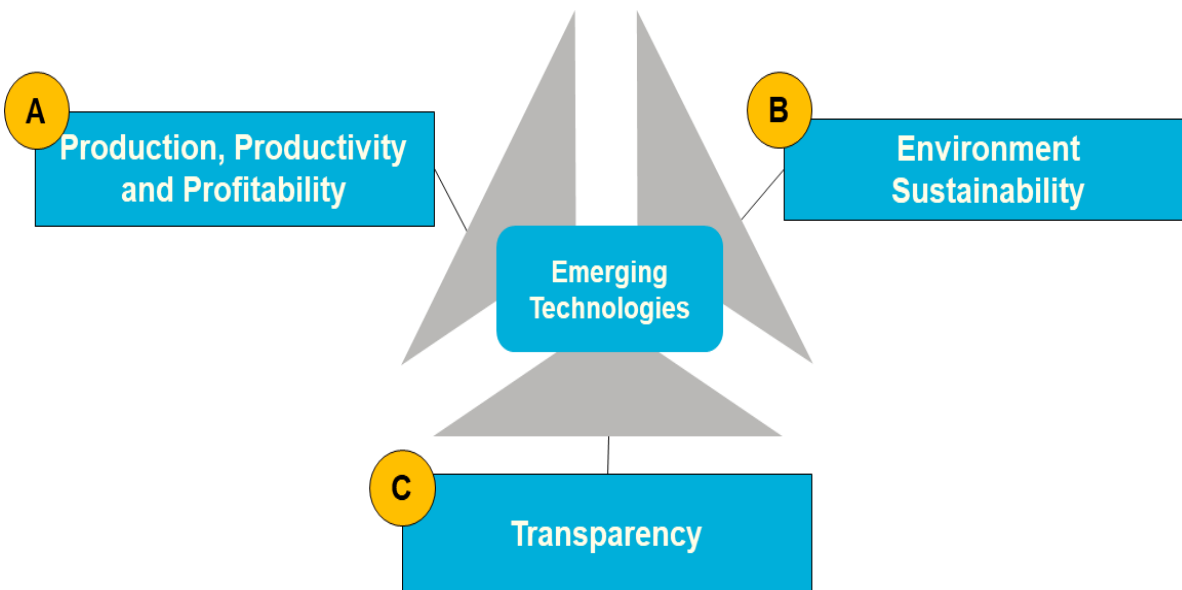 A
Production, Productivity
and Profitability
B
Environment
Sustainability
Emerging
Technologies
C
Transparency